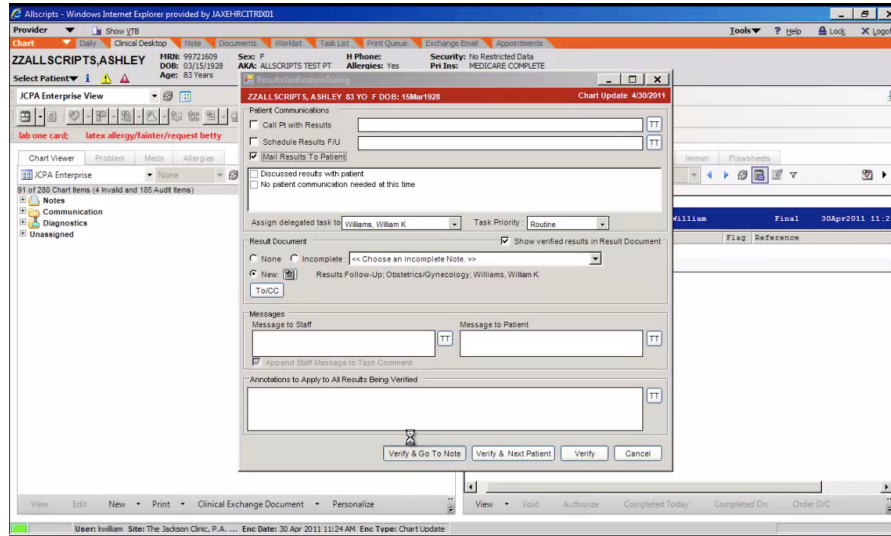 Allscripts - Windows Internet Explorer provided by JAXEHRCITRIX01
Provider Show VTB Tools Help Lock Logof
Chart Daily Clinical Desktop Note Documents Worklist Task List Print Queue Exchange Email Appointments
ZZALLSCRIPTS,ASHLEY MRN: 99721609 Sex: F H Phone: Security: No Restricted Data
DOB: 03/15/1928 AKA: ALLSCRIPTS TEST PT Allergies: Yes Pri Ins: MEDICARE COMPLETE
Select Patient Age: 83 Years
JCPA Enterprise View
lab one card; latex allergy/fainter/request betty
Chart Viewer Problem Meds Allergies Immun Flowsheets
JCPA Enterprise None
91 of 280 Chart Items (4 Invalid and 185 Audit Items)
Notes
Communication
Diagnostics
Unassigned
William Final 30Apr2011 11:2
Flag Reference
ResultsVerificationDialog
ZZALLSCRIPTS, ASHLEY 83 YO F DOB: 15Mar1928 Chart Update 4/30/2011
Patient Communications
Call Pt with Results TT
Schedule Results F/U TT
Mail Results To Patient
Discussed results with patient
No patient communication needed at this time
Assign delegated task to Williams, William K Task Priority : Routine
Result Document Show verified results in Result Document
None Incomplete : << Choose an incomplete Note. >>
New: Results Follow-Up; Obstetrics/Gynecology; Williams, William K
To/CC
Messages
Message to Staff Message to Patient
TT TT
Append Staff Message to Task Comment
Annotations to Apply to All Results Being Verified
TT
Verify & Go To Note Verify & Next Patient Verify Cancel
View Edit New Print Clinical Exchange Document Personalize View Void Authorize Completed Today Completed On Order D/C
User: kwilliam Site: The Jackson Clinic, P.A. ... Enc Date: 30 Apr 2011 11:24 AM Enc Type: Chart Update